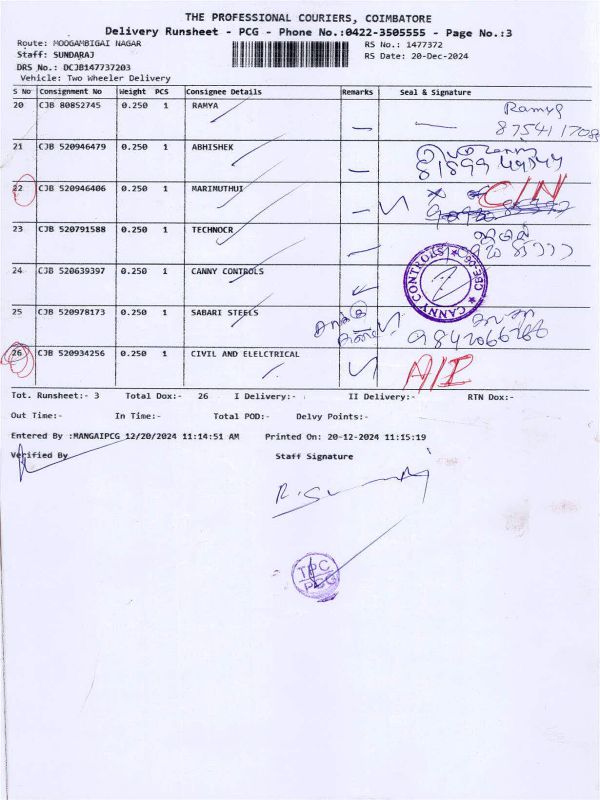 THE PROFESSIONAL COURIERS, COIMBATORE
Delivery Runsheet - PCG - Phone No.:0422-3505555 - Page No.:3
Route: MOOGAMBIGAI NAGAR RS No.: 1477372
Staff: SUNDARAJ RS Date: 20-Dec-2024
DRS No.: DCJB147737203
Vehicle: Two Wheeler Delivery
S No Consignment No Weight PCS Consignee Details Remarks Seal & Signature
20 CJB 80852745 0.250 1 RAMYA Ramya
21 CJB 520946479 0.250 1 ABHISHEK
22 CJB 520946406 0.250 1 MARIMUTHUI C/N
23 CJB 520791588 0.250 1 TECHNOCR
24 CJB 520639397 0.250 1 CANNY CONTROLS CANNY CONTROLS
25 CJB 520978173 0.250 1 SABARI STEELS
26 CJB 520934256 0.250 1 CIVIL AND ELELCTRICAL
Tot. Runsheet:- 3 Total Dox:- 26 I Delivery:- II Delivery:- RTN Dox:-
Out Time:- In Time:- Total POD:- Delvy Points:-
Entered By :MANGAIPCG 12/20/2024 11:14:51 AM Printed On: 20-12-2024 11:15:19
Verified By Staff Signature
TPC
PCG